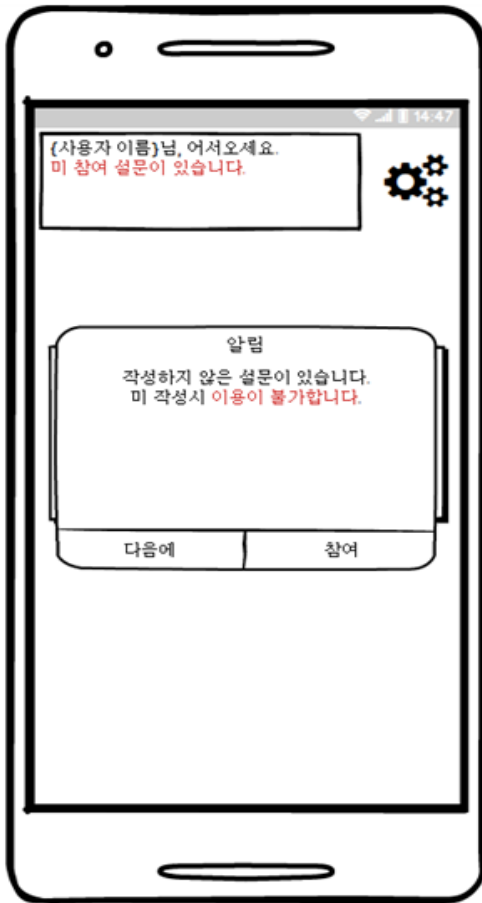 14:47
{사용자 이름}님, 어서오세요.
미 참여 설문이 있습니다.
알림
작성하지 않은 설문이 있습니다.
미 작성시 이용이 불가합니다.
다음에
참여